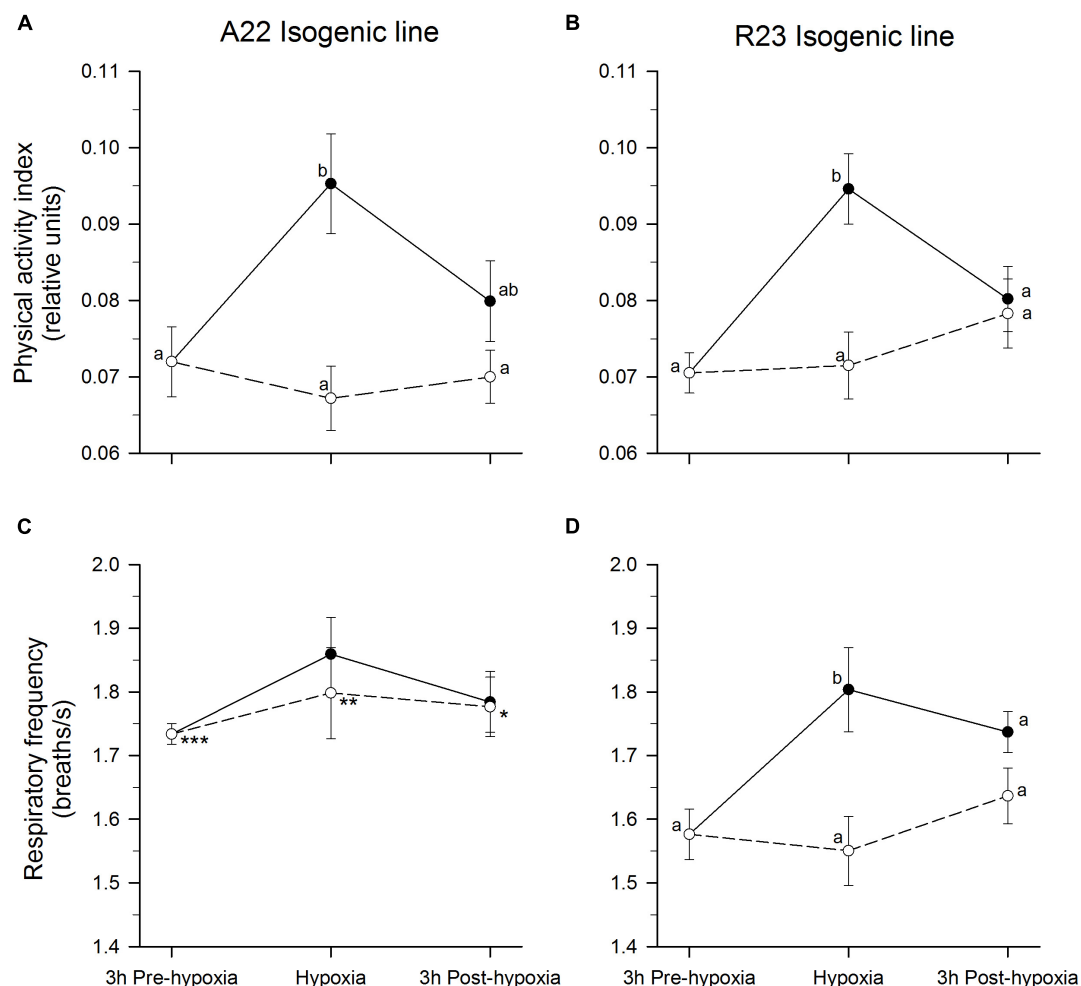 A
A22 Isogenic line
B
R23 Isogenic line
Physical activity index
(relative units)
0.11
0.10
0.09
0.08
0.07
0.06
a
b
a
ab
a
0.11
0.10
0.09
0.08
0.07
0.06
a
b
a
a
a
C
D
Respiratory frequency
(breaths/s)
2.0
1.9
1.8
1.7
1.6
1.5
1.4
***
**
*
3h Pre-hypoxia
Hypoxia
3h Post-hypoxia
2.0
1.9
1.8
1.7
1.6
1.5
1.4
a
b
a
a
a
3h Pre-hypoxia
Hypoxia
3h Post-hypoxia